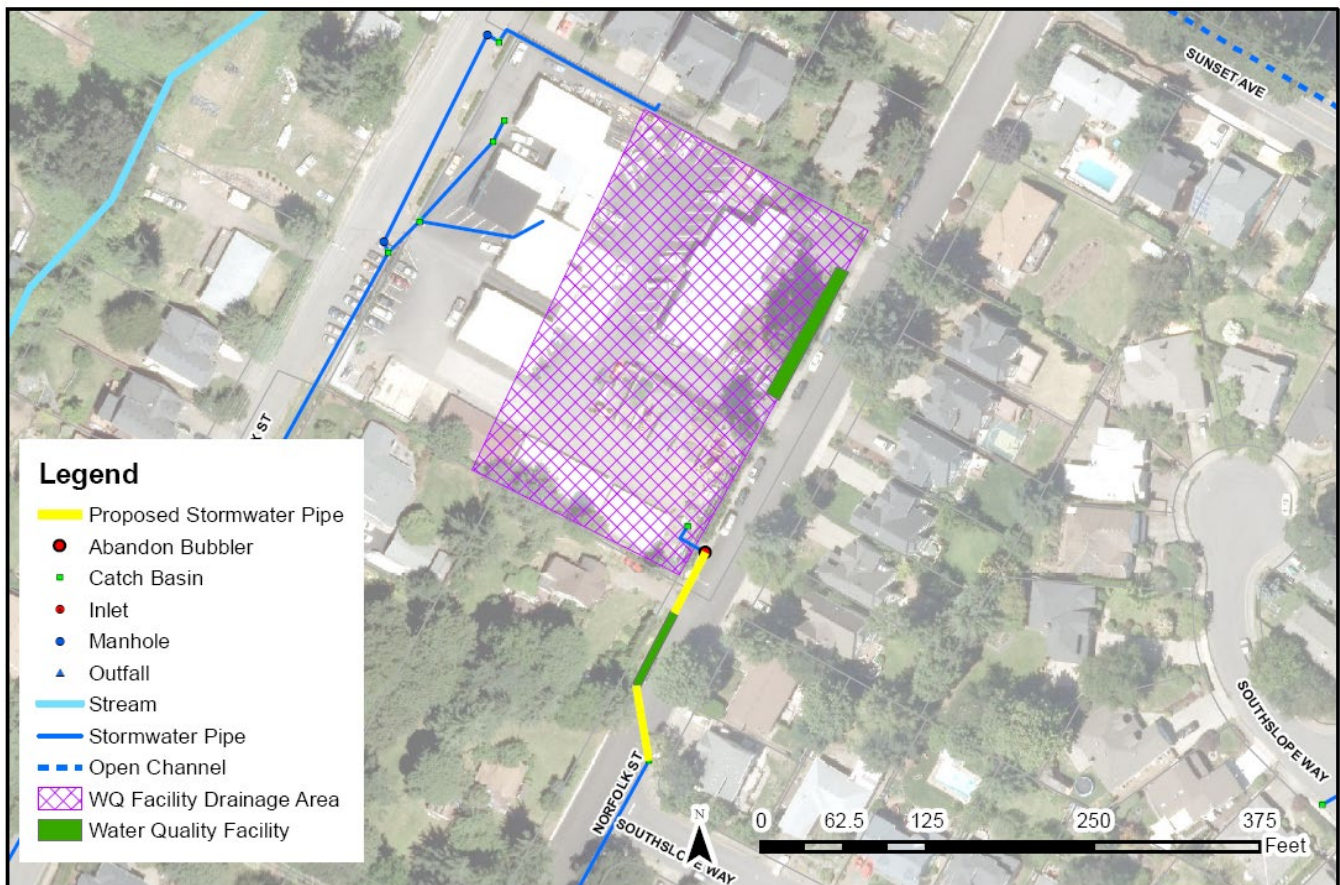 SUNSET AVE
K ST
Legend
Proposed Stormwater Pipe
Abandon Bubbler
Catch Basin
Inlet
Manhole
Outfall
Stream
Stormwater Pipe
Open Channel
WQ Facility Drainage Area
Water Quality Facility
NORFOLK ST
SOUTHSLOPE WAY
SOUTHSLOPE WAY
N
0 62.5 125 250 375
Feet